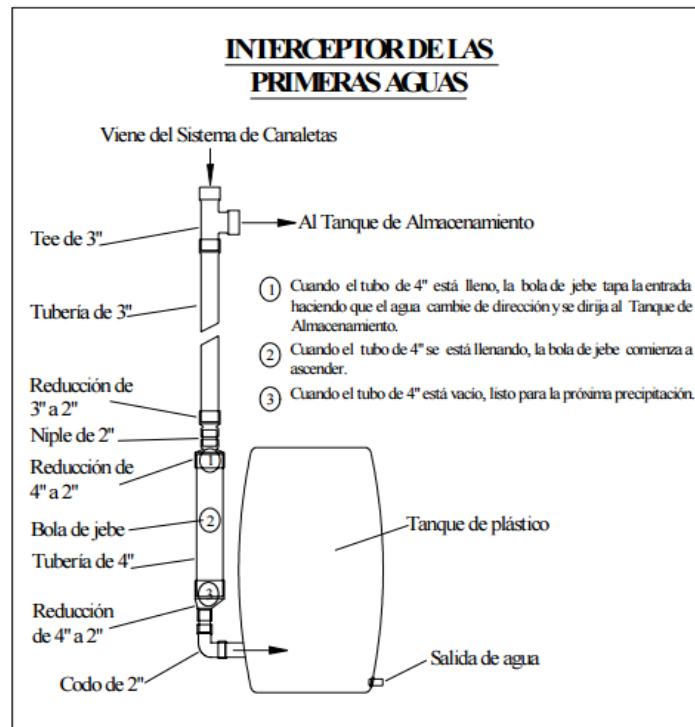 INTERCEPTOR DE LAS
PRIMERAS AGUAS
Viene del Sistema de Canaletas
Tee de 3"
Al Tanque de Almacenamiento
Tubería de 3"
1 Cuando el tubo de 4" está lleno, la bola de jebe tapa la entrada
haciendo que el agua cambie de dirección y se dirija al Tanque de
Almacenamiento.
2 Cuando el tubo de 4" se está llenando, la bola de jebe comienza a
ascender.
3 Cuando el tubo de 4" está vacío, listo para la próxima precipitación.
Reducción de
3" a 2"
Niple de 2"
Reducción de
4" a 2"
1
Bola de jebe
2
Tanque de plástico
Tubería de 4"
3
Reducción
de 4" a 2"
Codo de 2"
Salida de agua